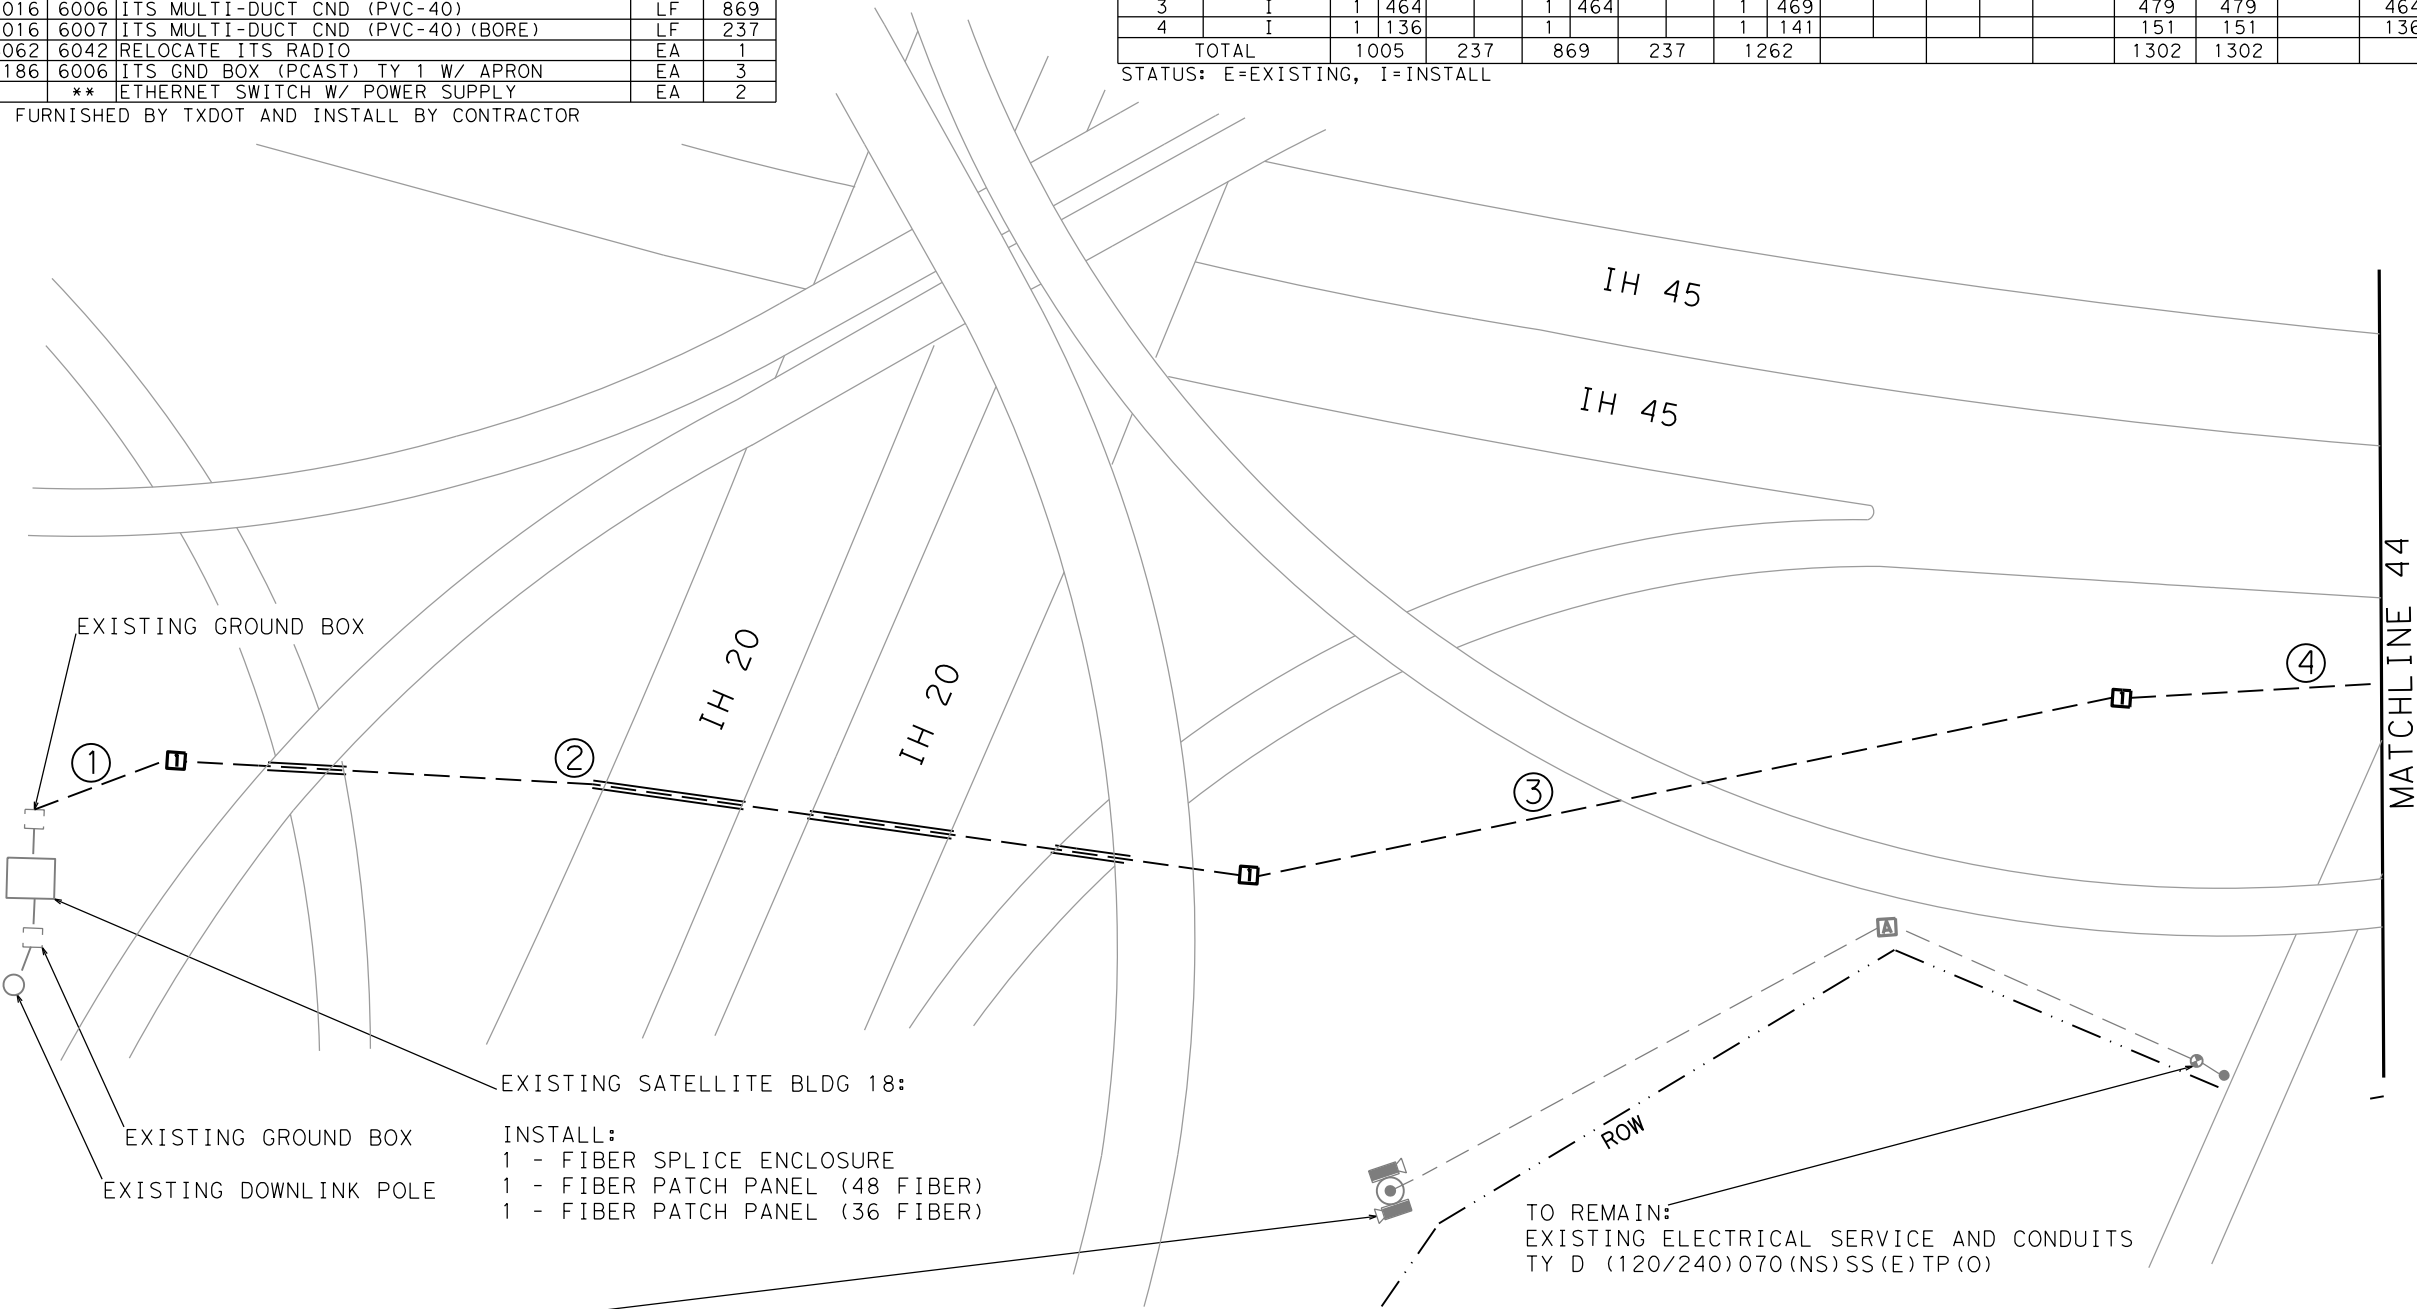 016 6006 ITS MULTI-DUCT CND (PVC-40) LF 869
016 6007 ITS MULTI-DUCT CND (PVC-40)(BORE) LF 237
062 6042 RELOCATE ITS RADIO EA 1
186 6006 ITS GND BOX (PCAST) TY 1 W/ APRON EA 3
** ETHERNET SWITCH W/ POWER SUPPLY EA 2
FURNISHED BY TXDOT AND INSTALL BY CONTRACTOR
3 I 1 464 1 464 1 469 479 479 464
4 I 1 136 1 1 141 151 151 136
TOTAL 1005 237 869 237 1262 1302 1302
STATUS: E=EXISTING, I=INSTALL
IH 45
IH 45
MATCHLINE 44
EXISTING GROUND BOX
IH 20
IH 20
4
1
1
1
2
3
1
A
EXISTING SATELLITE BLDG 18:
INSTALL:
1 - FIBER SPLICE ENCLOSURE
1 - FIBER PATCH PANEL (48 FIBER)
1 - FIBER PATCH PANEL (36 FIBER)
EXISTING GROUND BOX
EXISTING DOWNLINK POLE
ROW
TO REMAIN:
EXISTING ELECTRICAL SERVICE AND CONDUITS
TY D (120/240)070(NS)SS(E)TP(O)